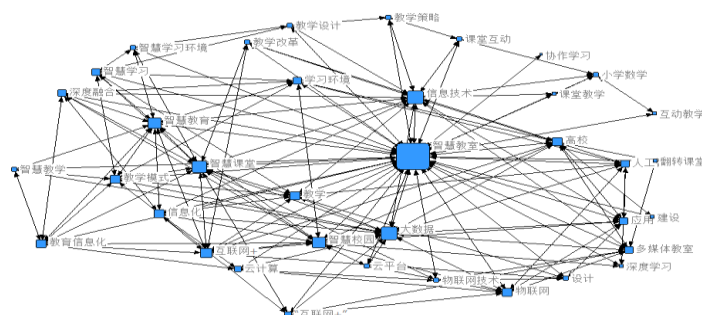 教学策略
教学设计
课堂互动
教学改革
智慧学习环境
协作学习
智慧学习
小学数学
学习环境
深度融合
信息技术
课堂教学
互动教学
智慧教育
高校
智慧教室
智慧课堂
人工
翻转课堂
智慧教学
教学模式
教学
信息化
应用
建设
大数据
智慧校园
教育信息化
互联网+
多媒体教室
云计算
云平台
深度学习
物联网技术
设计
物联网
"互联网+"